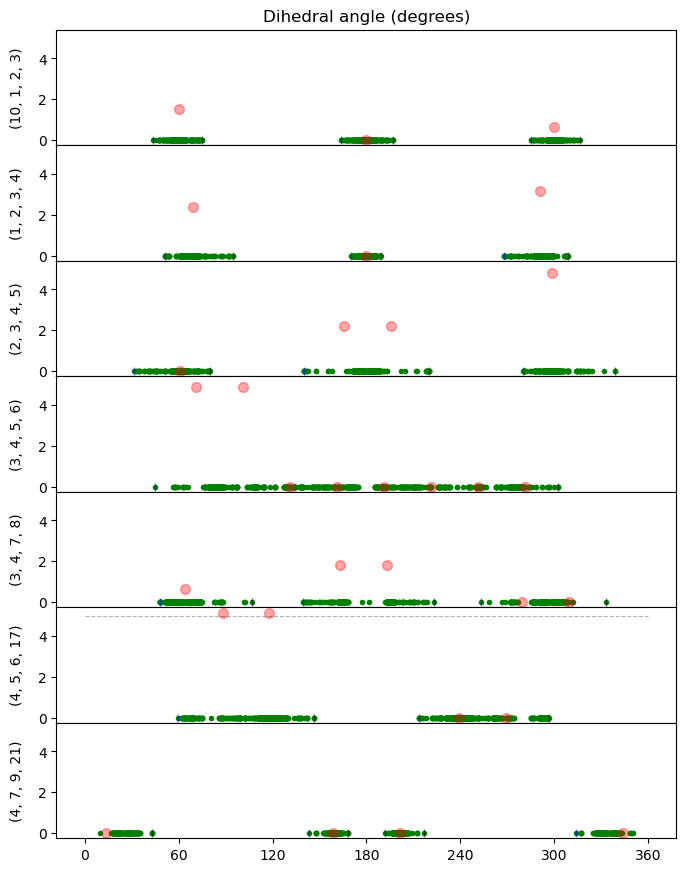 Dihedral angle (degrees)
(10, 1, 2, 3)
4
2
0
(1, 2, 3, 4)
4
2
0
(2, 3, 4, 5)
4
2
0
(3, 4, 5, 6)
4
2
0
(3, 4, 7, 8)
4
2
0
(4, 5, 6, 17)
4
2
0
(4, 7, 9, 21)
4
2
0
0 60 120 180 240 300 360